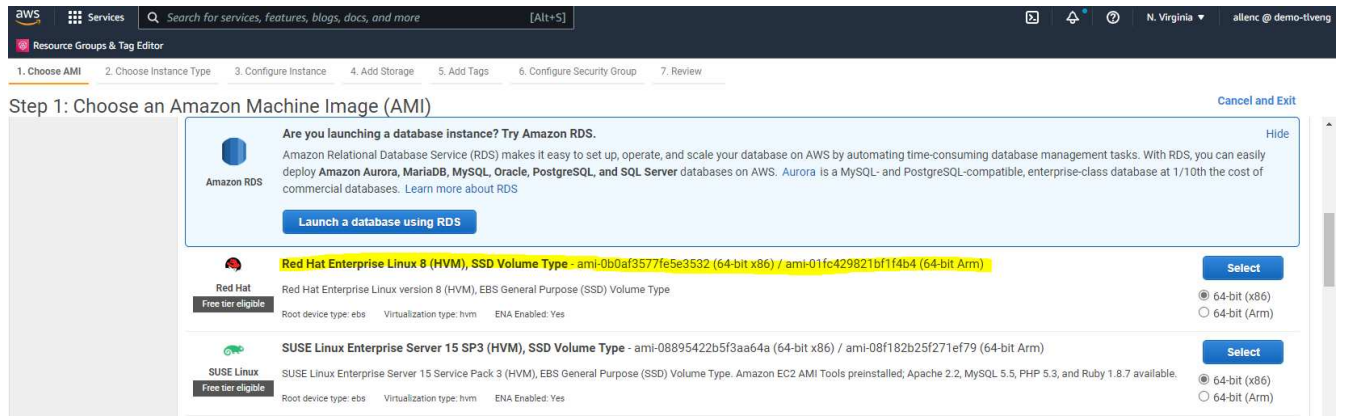 aws Services Search for services, features, blogs, docs, and more [Alt+S] N. Virginia ▼ allenc @ demo-tlveng
Resource Groups & Tag Editor
1. Choose AMI 2. Choose Instance Type 3. Configure Instance 4. Add Storage 5. Add Tags 6. Configure Security Group 7. Review
Step 1: Choose an Amazon Machine Image (AMI) Cancel and Exit
Are you launching a database instance? Try Amazon RDS. Hide
Amazon Relational Database Service (RDS) makes it easy to set up, operate, and scale your database on AWS by automating time-consuming database management tasks. With RDS, you can easily
deploy Amazon Aurora, MariaDB, MySQL, Oracle, PostgreSQL, and SQL Server databases on AWS. Aurora is a MySQL- and PostgreSQL-compatible, enterprise-class database at 1/10th the cost of
commercial databases. Learn more about RDS
Amazon RDS
Launch a database using RDS
Red Hat Enterprise Linux 8 (HVM), SSD Volume Type - ami-0b0af3577fe5e3532 (64-bit x86) / ami-01fc429821bf1f4b4 (64-bit Arm)
Select
Red Hat
Red Hat Enterprise Linux version 8 (HVM), EBS General Purpose (SSD) Volume Type
64-bit (x86)
Free tier eligible
Root device type: ebs Virtualization type: hvm ENA Enabled: Yes
64-bit (Arm)
SUSE Linux Enterprise Server 15 SP3 (HVM), SSD Volume Type - ami-08895422b5f3aa64a (64-bit x86) / ami-08f182b25f271ef79 (64-bit Arm)
Select
SUSE Linux
SUSE Linux Enterprise Server 15 Service Pack 3 (HVM), EBS General Purpose (SSD) Volume Type. Amazon EC2 AMI Tools preinstalled; Apache 2.2, MySQL 5.5, PHP 5.3, and Ruby 1.8.7 available.
64-bit (x86)
Free tier eligible
Root device type: ebs Virtualization type: hvm ENA Enabled: Yes
64-bit (Arm)